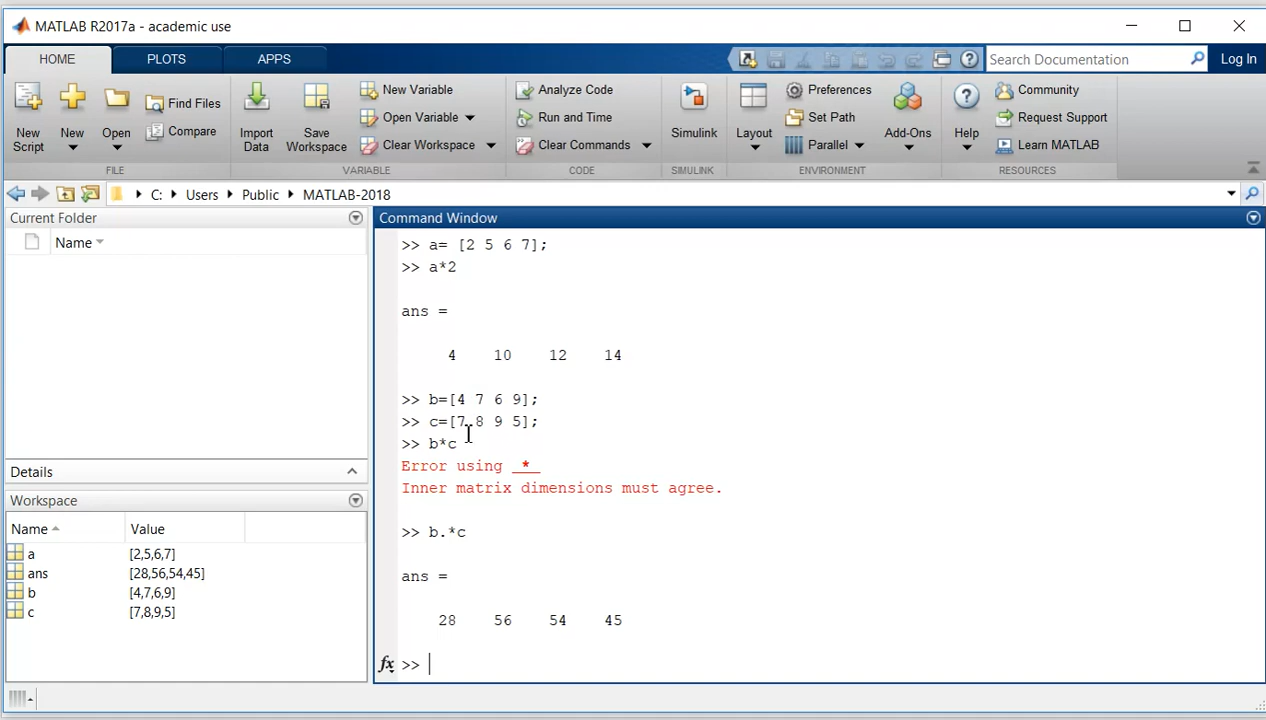 MATLAB R2017a - academic use
HOME PLOTS APPS Search Documentation Log In
New Script
New
Open
Find Files
Compare
FILE
Import Data
Save Workspace
New Variable
Open Variable
Clear Workspace
VARIABLE
Analyze Code
Run and Time
Clear Commands
CODE
Simulink
SIMULINK
Layout
Preferences
Set Path
Parallel
Add-Ons
ENVIRONMENT
Help
Community
Request Support
Learn MATLAB
RESOURCES
C: Users Public MATLAB-2018
Current Folder
Name
Details
Workspace
Name Value
a [2,5,6,7]
ans [28,56,54,45]
b [4,7,6,9]
c [7,8,9,5]
Command Window
>> a= [2 5 6 7];
>> a*2
ans =
4 10 12 14
>> b=[4 7 6 9];
>> c=[7 8 9 5];
>> b*c
Error using *
Inner matrix dimensions must agree.
>> b.*c
ans =
28 56 54 45
fx >>